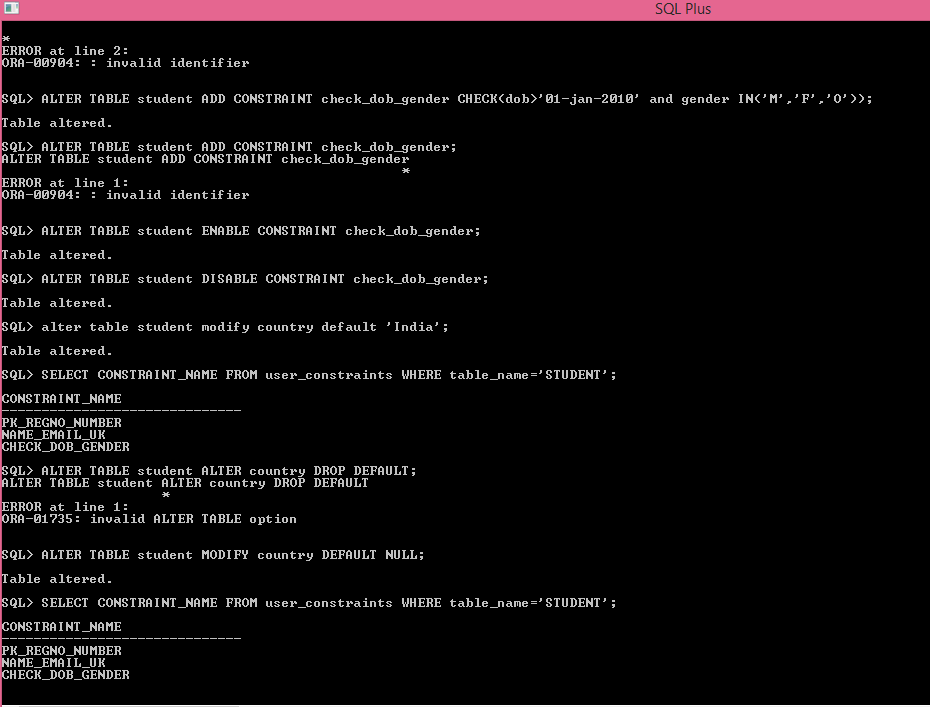 SQL Plus
*
ERROR at line 2:
ORA-00904: : invalid identifier
SQL> ALTER TABLE student ADD CONSTRAINT check_dob_gender CHECK(dob>'01-jan-2010' and gender IN('M','F','O'));
Table altered.
SQL> ALTER TABLE student ADD CONSTRAINT check_dob_gender;
ALTER TABLE student ADD CONSTRAINT check_dob_gender
*
ERROR at line 1:
ORA-00904: : invalid identifier
SQL> ALTER TABLE student ENABLE CONSTRAINT check_dob_gender;
Table altered.
SQL> ALTER TABLE student DISABLE CONSTRAINT check_dob_gender;
Table altered.
SQL> alter table student modify country default 'India';
Table altered.
SQL> SELECT CONSTRAINT_NAME FROM user_constraints WHERE table_name='STUDENT';
CONSTRAINT_NAME
------------------------------
PK_REGNO_NUMBER
NAME_EMAIL_UK
CHECK_DOB_GENDER
SQL> ALTER TABLE student ALTER country DROP DEFAULT;
ALTER TABLE student ALTER country DROP DEFAULT
*
ERROR at line 1:
ORA-01735: invalid ALTER TABLE option
SQL> ALTER TABLE student MODIFY country DEFAULT NULL;
Table altered.
SQL> SELECT CONSTRAINT_NAME FROM user_constraints WHERE table_name='STUDENT';
CONSTRAINT_NAME
------------------------------
PK_REGNO_NUMBER
NAME_EMAIL_UK
CHECK_DOB_GENDER